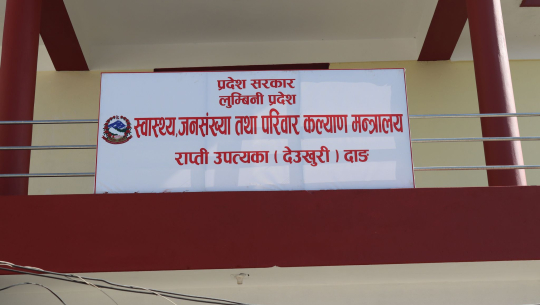 प्रदेश सरकार
लुम्बिनी प्रदेश
स्वास्थ्य,जनसंख्या तथा परिवार कल्याण मन्त्रालय
राप्ती उपत्यका ( देउखुरी ) दाङ